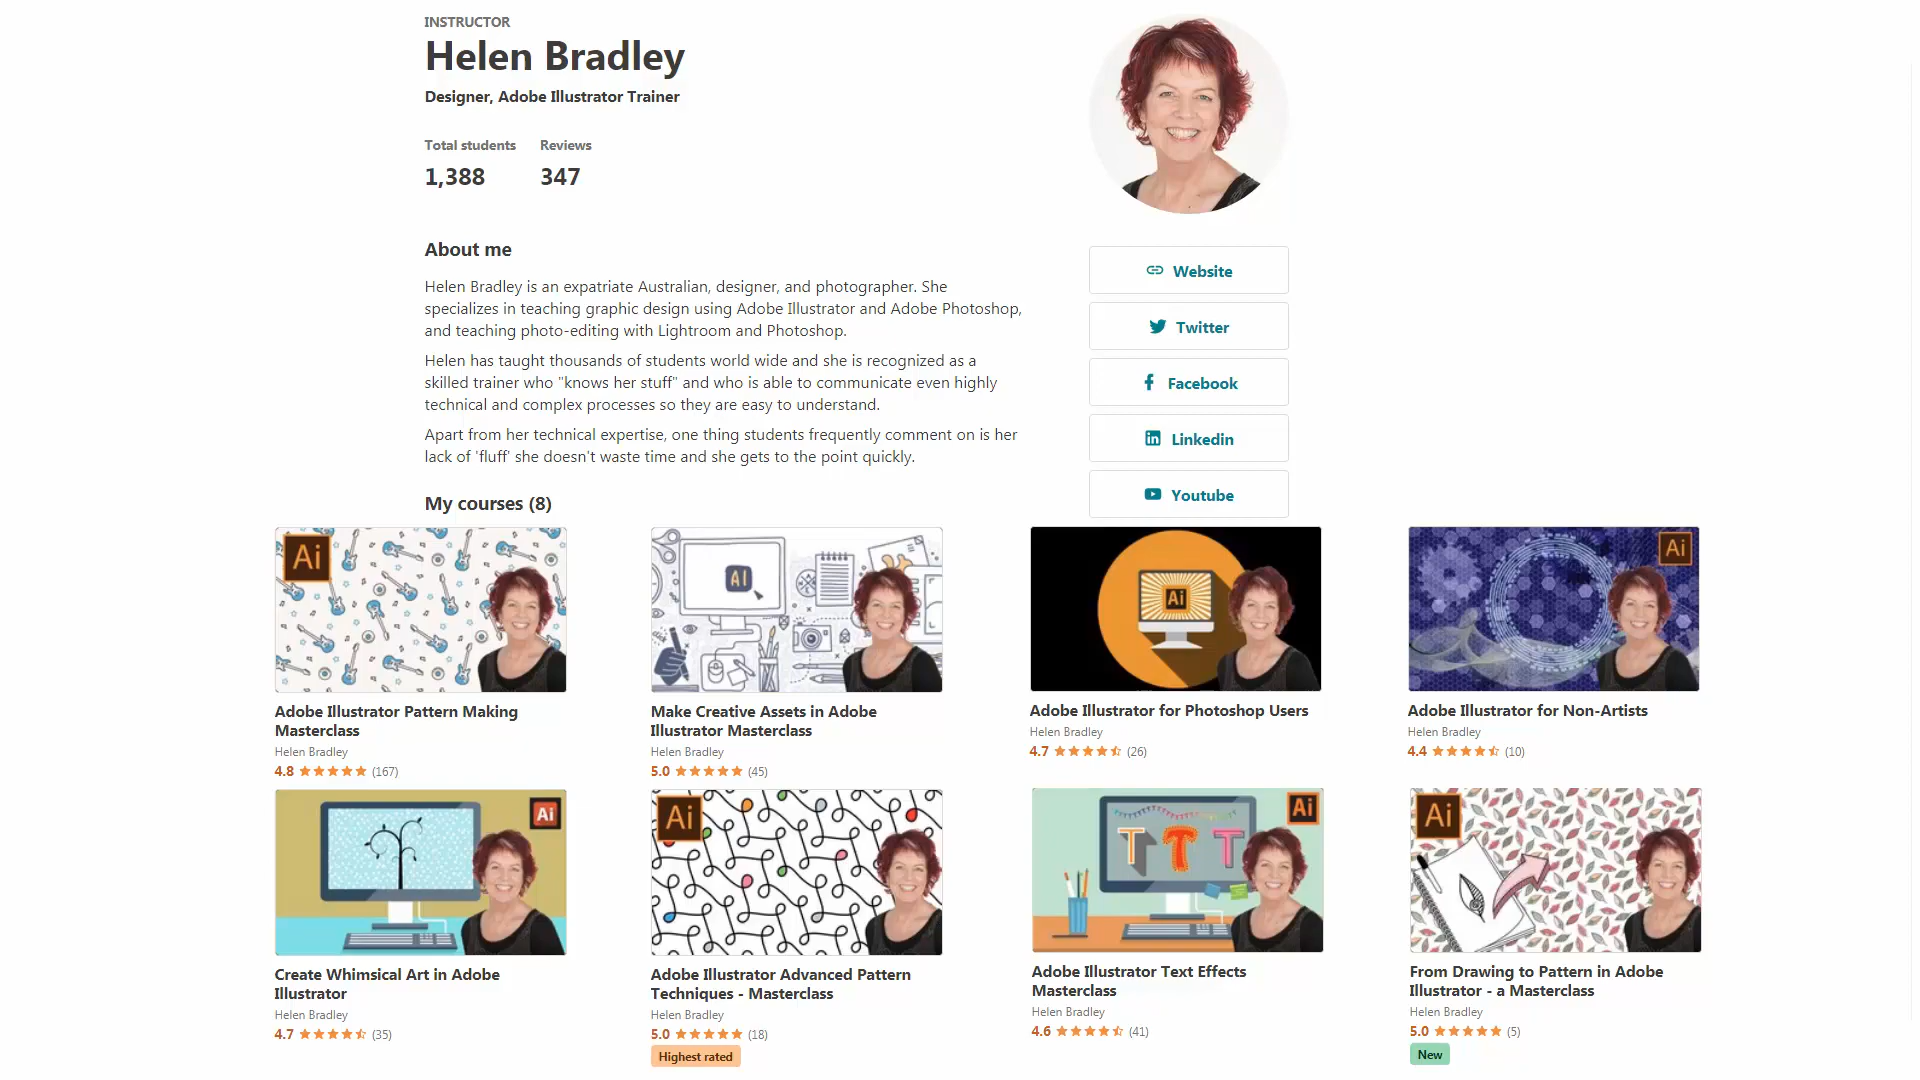 INSTRUCTOR
Helen Bradley
Designer, Adobe Illustrator Trainer
Total students Reviews
1,388 347
About me
Helen Bradley is an expatriate Australian, designer, and photographer. She
specializes in teaching graphic design using Adobe Illustrator and Adobe Photoshop,
and teaching photo-editing with Lightroom and Photoshop.
Helen has taught thousands of students world wide and she is recognized as a
skilled trainer who "knows her stuff" and who is able to communicate even highly
technical and complex processes so they are easy to understand.
Apart from her technical expertise, one thing students frequently comment on is her
lack of 'fluff' she doesn't waste time and she gets to the point quickly.
Website
Twitter
Facebook
Linkedin
Youtube
My courses (8)
Ai
Adobe Illustrator Pattern Making
Masterclass
Helen Bradley
4.8 (167)
AI
Make Creative Assets in Adobe
Illustrator Masterclass
Helen Bradley
5.0 (45)
Ai
Adobe Illustrator for Photoshop Users
Helen Bradley
4.7 (26)
Ai
Adobe Illustrator for Non-Artists
Helen Bradley
4.4 (10)
Ai
Create Whimsical Art in Adobe
Illustrator
Helen Bradley
4.7 (35)
Ai
Adobe Illustrator Advanced Pattern
Techniques - Masterclass
Helen Bradley
5.0 (18)
Highest rated
Ai
T T T
Adobe Illustrator Text Effects
Masterclass
Helen Bradley
4.6 (41)
Ai
From Drawing to Pattern in Adobe
Illustrator - a Masterclass
Helen Bradley
5.0 (5)
New